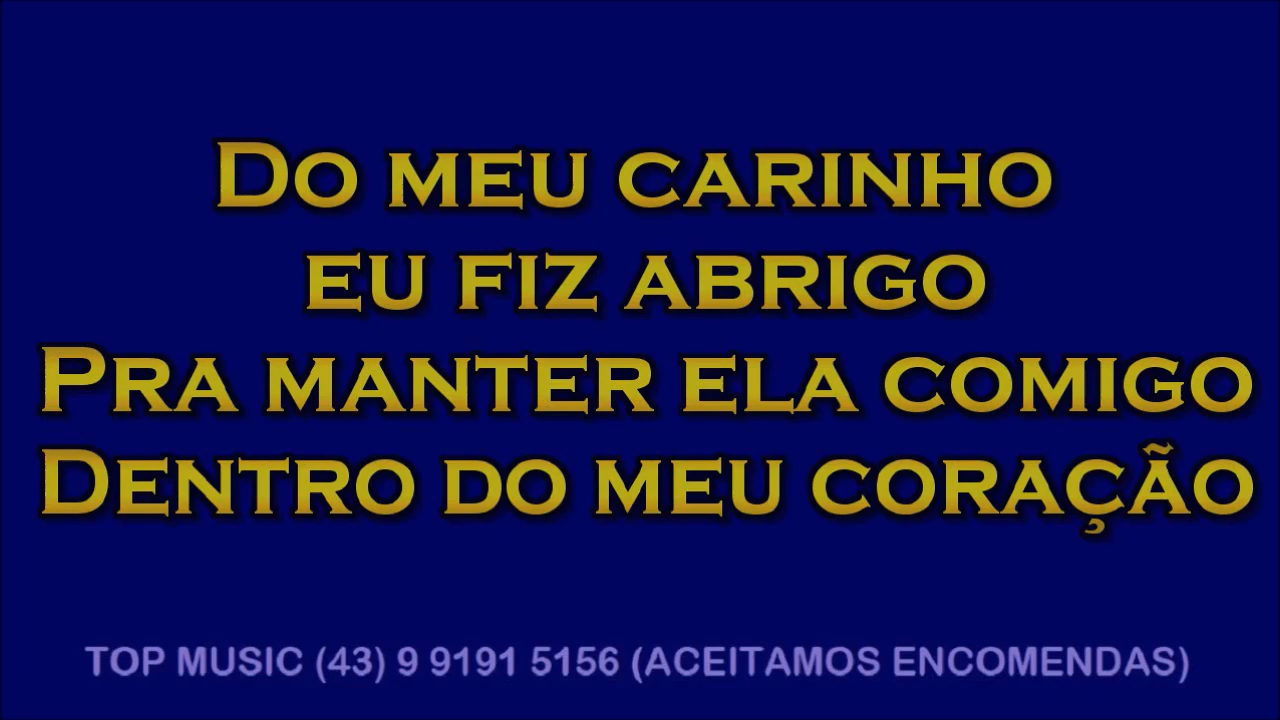 Do meu carinho
eu fiz abrigo
Pra manter ela comigo
Dentro do meu coração
TOP MUSIC (43) 9 9191 5156 (ACEITAMOS ENCOMENDAS)